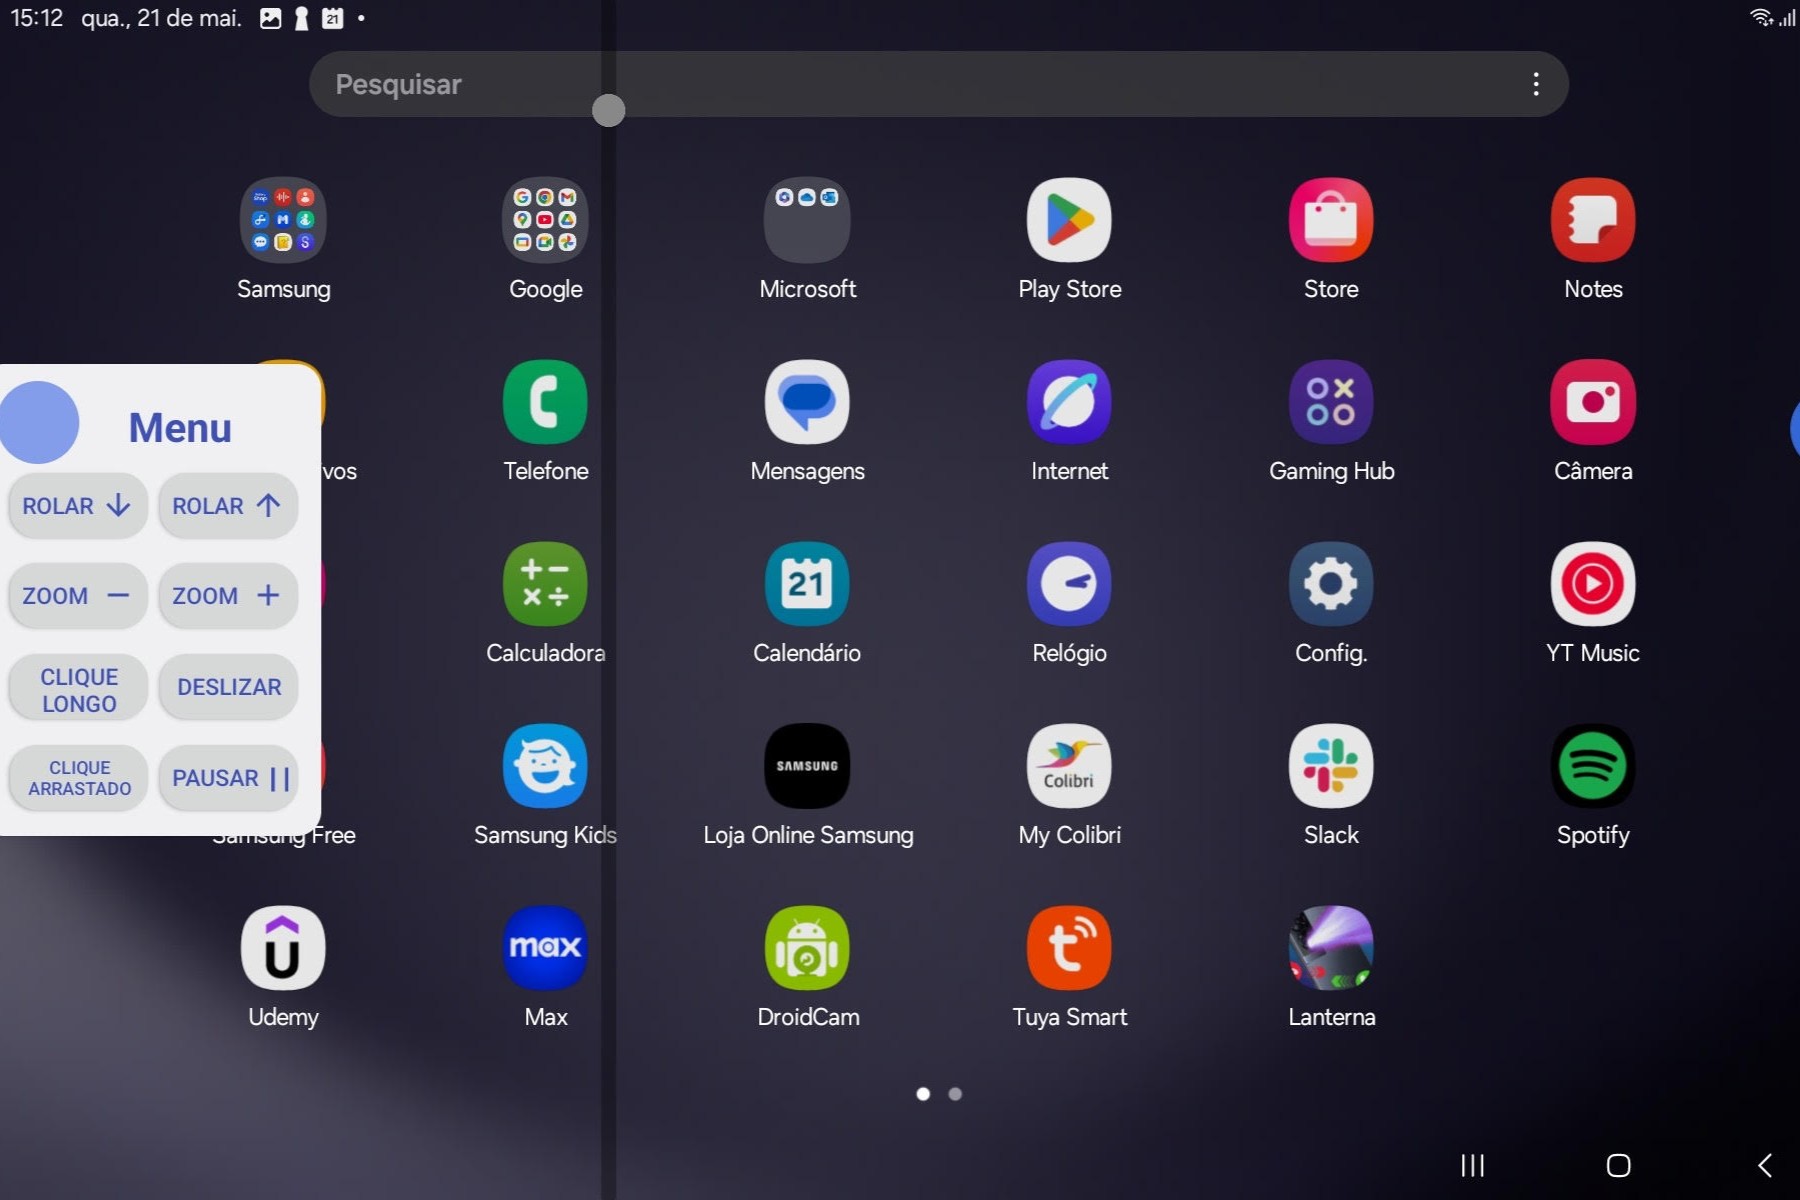 15:12 qua., 21 de mai. 21
Pesquisar
Samsung
Google
Microsoft
Play Store
Store
Notes
Menu
vos
Telefone
Mensagens
Internet
Gaming Hub
Câmera
ROLAR
ROLAR
ZOOM
ZOOM
21
Calculadora
Calendário
Relógio
Config.
YT Music
CLIQUE
LONGO
DESLIZAR
CLIQUE
ARRASTADO
PAUSAR
SAMSUNG
Colibri
Samsung Free
Samsung Kids
Loja Online Samsung
My Colibri
Slack
Spotify
max
Udemy
Max
DroidCam
Tuya Smart
Lanterna